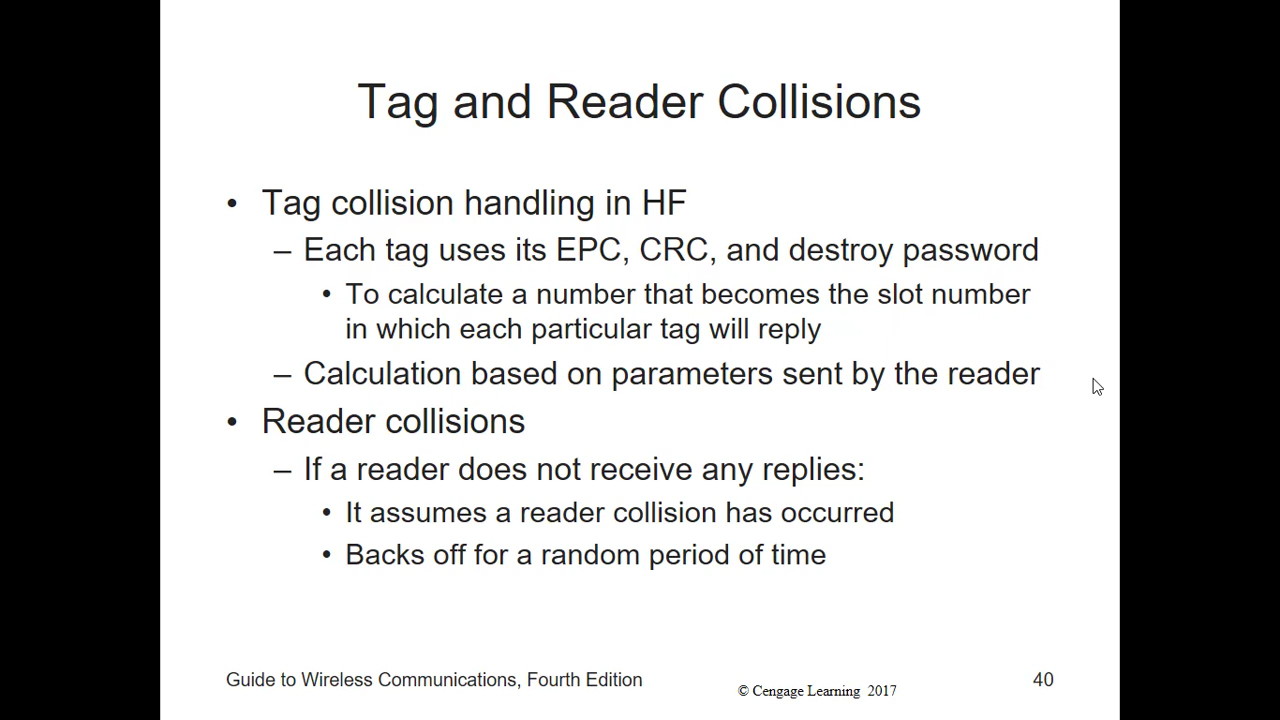 Tag and Reader Collisions
• Tag collision handling in HF
– Each tag uses its EPC, CRC, and destroy password
• To calculate a number that becomes the slot number
in which each particular tag will reply
– Calculation based on parameters sent by the reader
• Reader collisions
– If a reader does not receive any replies:
• It assumes a reader collision has occurred
• Backs off for a random period of time
Guide to Wireless Communications, Fourth Edition
© Cengage Learning 2017
40